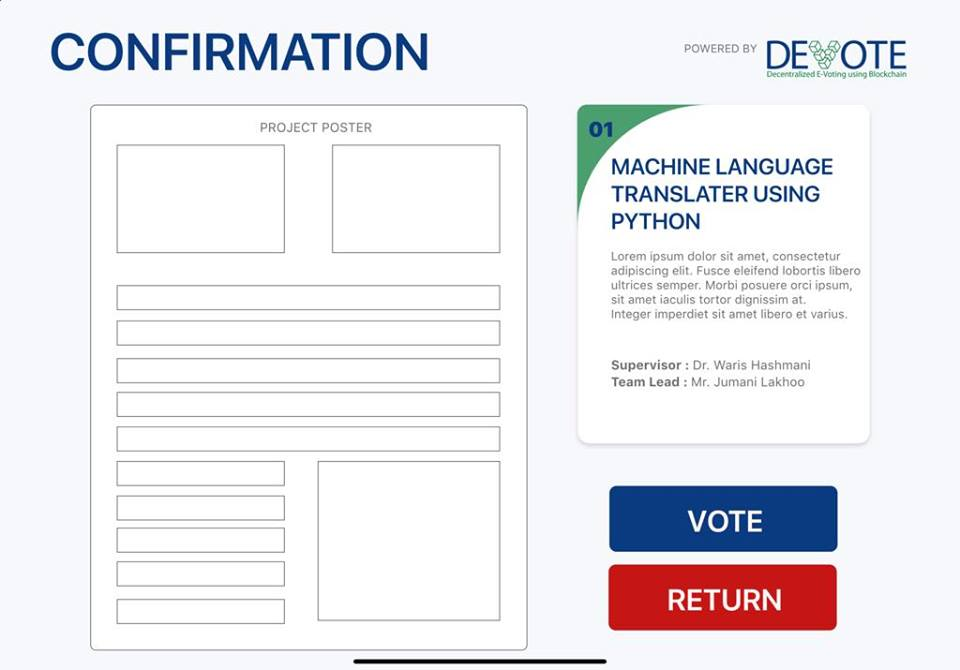 CONFIRMATION
POWERED BY DEVOTE
Decentralized E-Voting using Blockchain
PROJECT POSTER
01
MACHINE LANGUAGE
TRANSLATER USING
PYTHON
Lorem ipsum dolor sit amet, consectetur
adipiscing elit. Fusce eleifend lobortis libero
ultrices semper. Morbi posuere orci ipsum,
sit amet iaculis tortor dignissim at.
Integer imperdiet sit amet libero et varius.
Supervisor : Dr. Waris Hashmani
Team Lead : Mr. Jumani Lakhoo
VOTE
RETURN